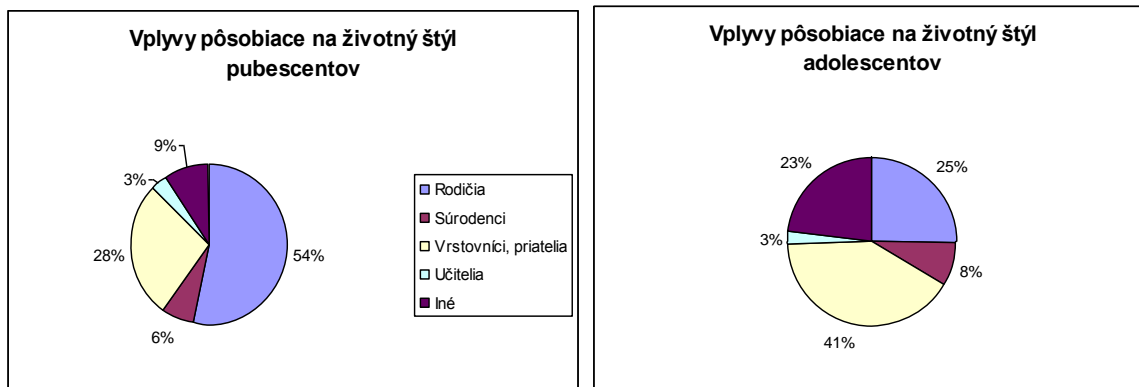 Vplyvy pôsobiace na životný štýl
pubescentov
9%
3%
28%
54%
6%
Rodičia
Súrodenci
Vrstovníci, priatelia
Učitelia
Iné
Vplyvy pôsobiace na životný štýl
adolescentov
23%
25%
3%
8%
41%